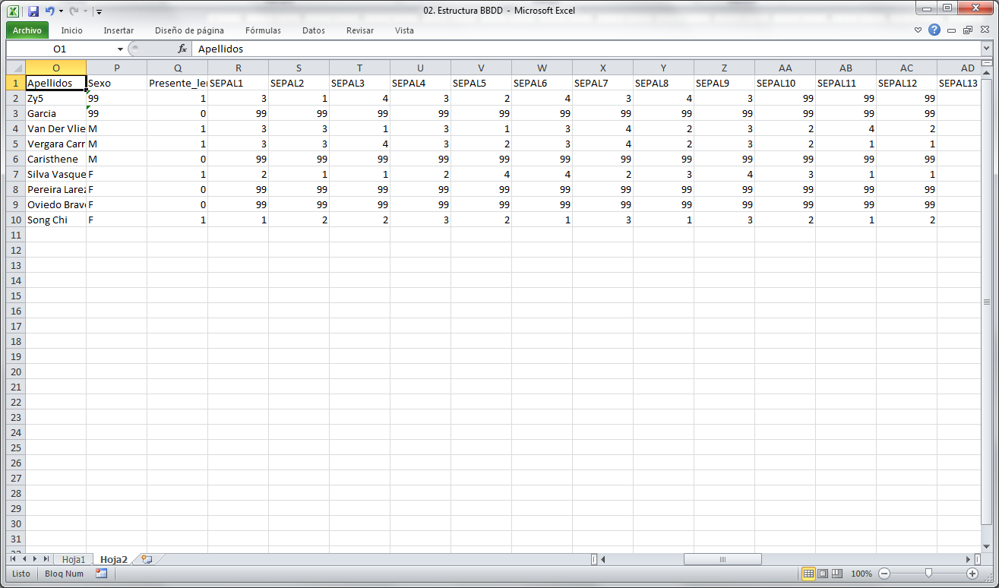 02. Estructura BBDD - Microsoft Excel
Archivo Inicio Insertar Diseño de página Fórmulas Datos Revisar Vista
O1 fx Apellidos
O P Q R S T U V W X Y Z AA AB AC AD
1 Apellidos Sexo Presente_ler SEPAL1 SEPAL2 SEPAL3 SEPAL4 SEPAL5 SEPAL6 SEPAL7 SEPAL8 SEPAL9 SEPAL10 SEPAL11 SEPAL12 SEPAL13
2 Zy5 99 1 3 1 4 3 2 4 3 4 3 99 99 99
3 Garcia 99 0 99 99 99 99 99 99 99 99 99 99 99 99
4 Van Der Vlie M 1 3 3 1 3 1 3 4 2 3 2 4 2
5 Vergara Carr M 1 3 3 4 3 2 3 4 2 3 2 1 1
6 Caristhene M 0 99 99 99 99 99 99 99 99 99 99 99 99
7 Silva Vasque F 1 2 1 1 2 4 4 2 3 4 3 1 1
8 Pereira Larez F 0 99 99 99 99 99 99 99 99 99 99 99 99
9 Oviedo Bravo F 0 99 99 99 99 99 99 99 99 99 99 99 99
10 Song Chi F 1 1 2 2 3 2 1 3 1 3 2 1 2
11
12
13
14
15
16
17
18
19
20
21
22
23
24
25
26
27
28
29
30
31
Hoja1 Hoja2
Listo Bloq Num 100%